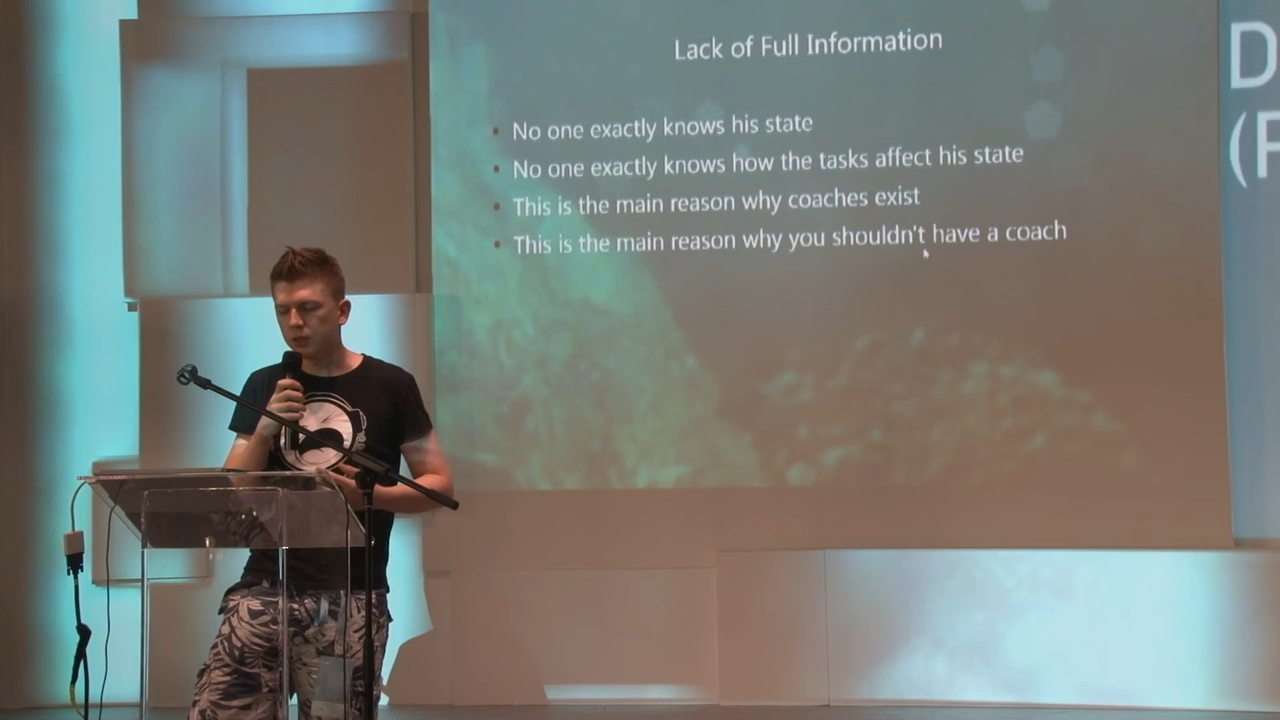 Lack of Full Information
• No one exactly knows his state
• No one exactly knows how the tasks affect his state
• This is the main reason why coaches exist
• This is the main reason why you shouldn't have a coach
D
(F